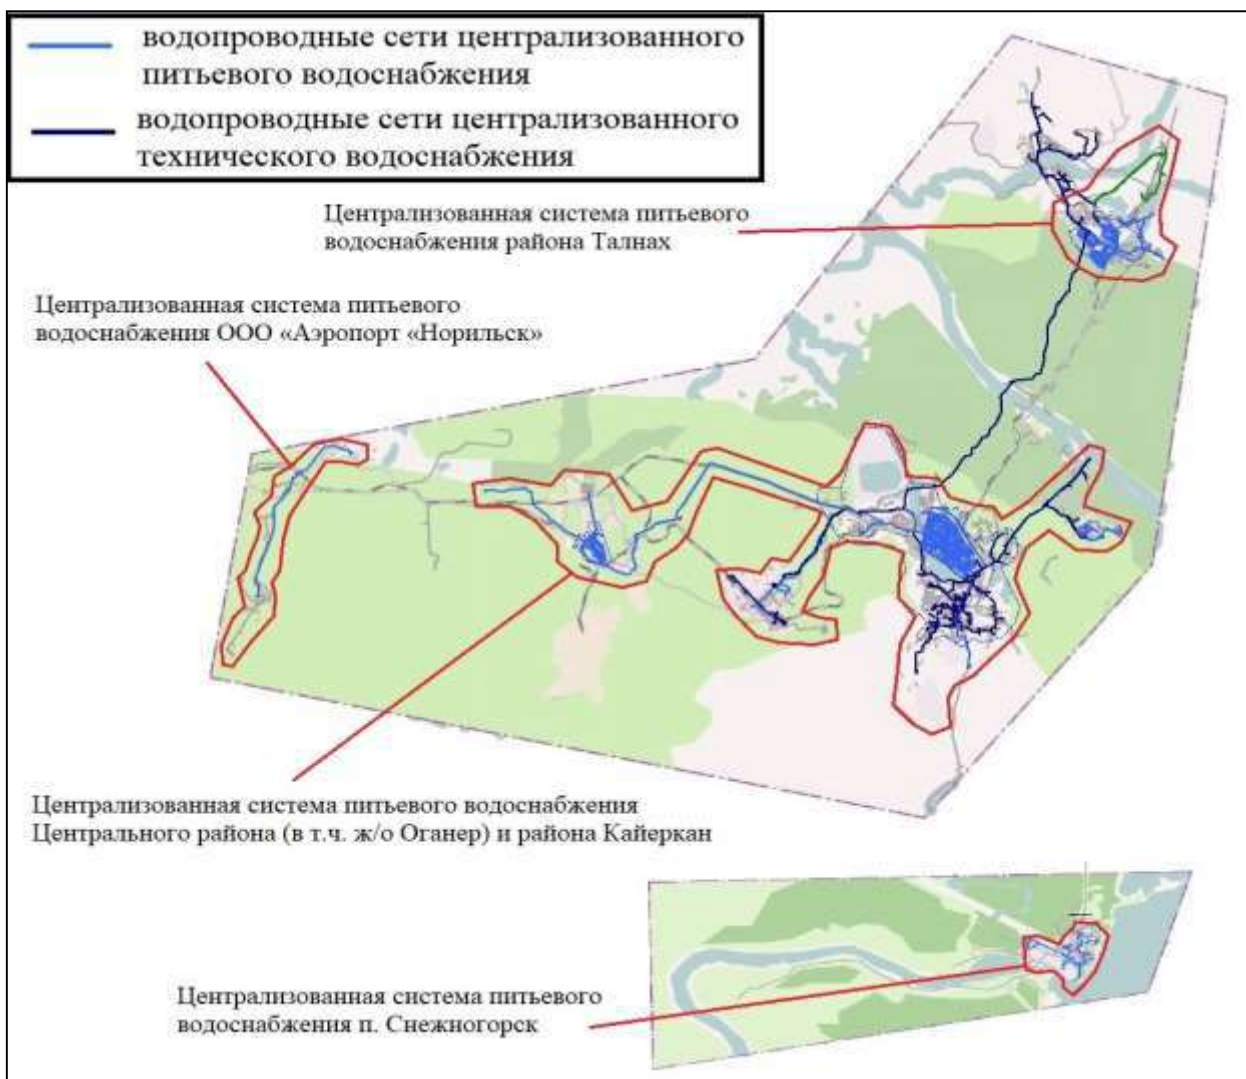 водопроводные сети централизованного
питьевого водоснабжения
водопроводные сети централизованного
технического водоснабжения
Централизованная система питьевого
водоснабжения района Талнах
Централизованная система питьевого
водоснабжения ООО «Аэропорт «Норильск»
Централизованная система питьевого водоснабжения
Центрального района (в т.ч. ж/о Оганер) и района Кайеркан
Централизованная система питьевого
водоснабжения п. Снежногорск